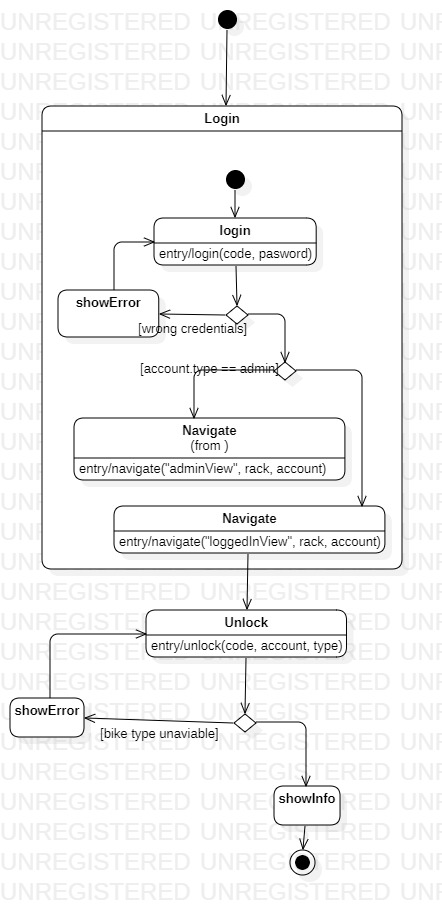 Login
login
entry/login(code, pasword)
showError
[wrong credentials]
[account.type == admin]
Navigate
(from )
entry/navigate("adminView", rack, account)
Navigate
entry/navigate("loggedInView", rack, account)
Unlock
entry/unlock(code, account, type)
showError
[bike type unaviable]
showInfo
UNREGISTERED